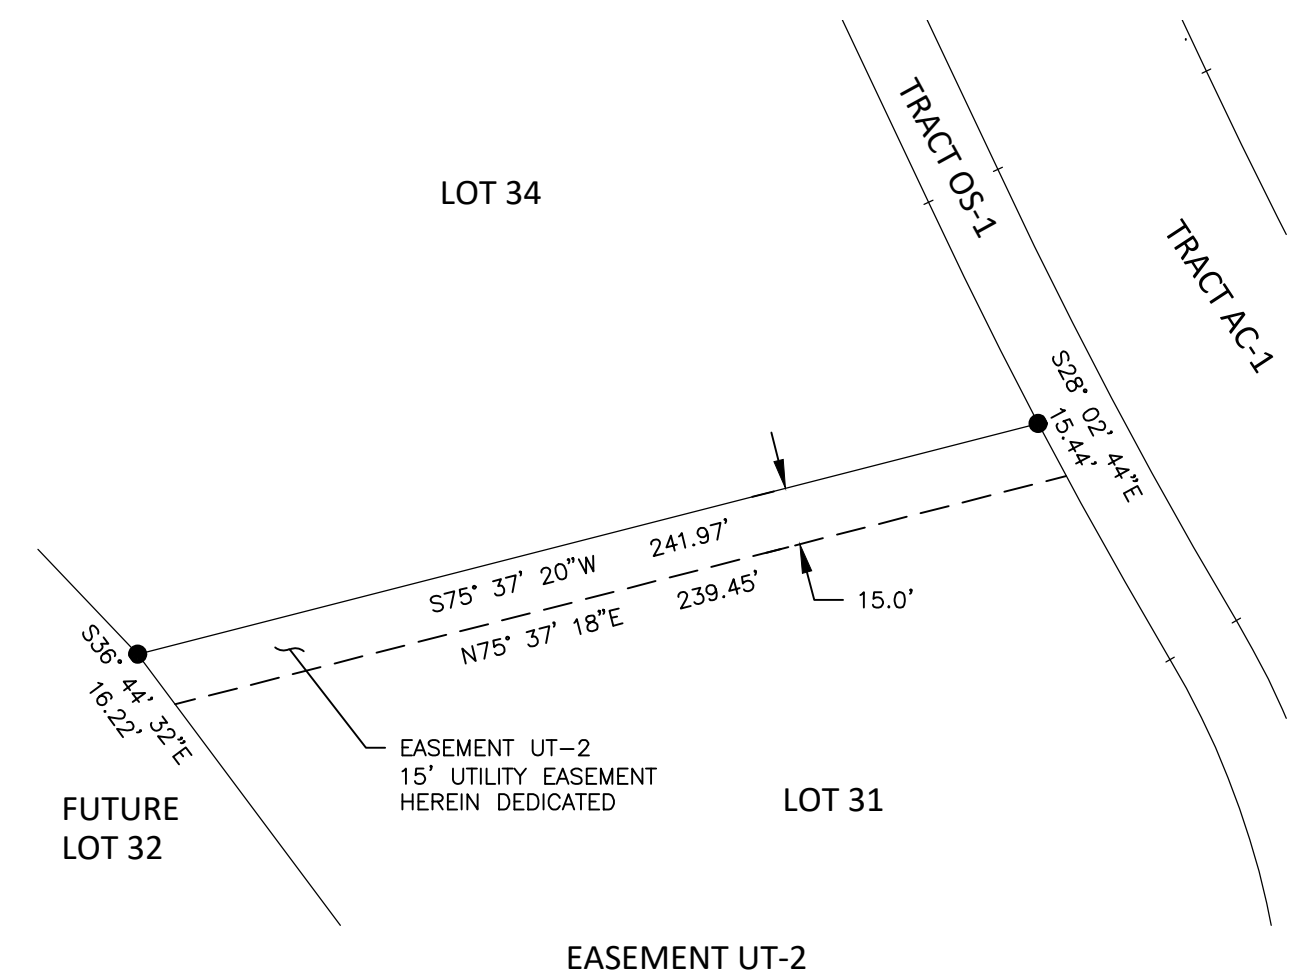 TRACT OS-1
LOT 34
TRACT AC-1
S28° 02' 44"E
15.44'
S75° 37' 20"W 241.97'
N75° 37' 18"E 239.45'
15.0'
S36° 44' 32"E
16.22'
EASEMENT UT-2
15' UTILITY EASEMENT
HEREIN DEDICATED
LOT 31
FUTURE
LOT 32
EASEMENT UT-2